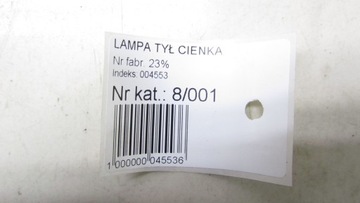 LAMPA TYŁ CIENKA
Nr fabr. 23%
Indeks: 004553
Nr kat.: 8/001
1 000000 045536